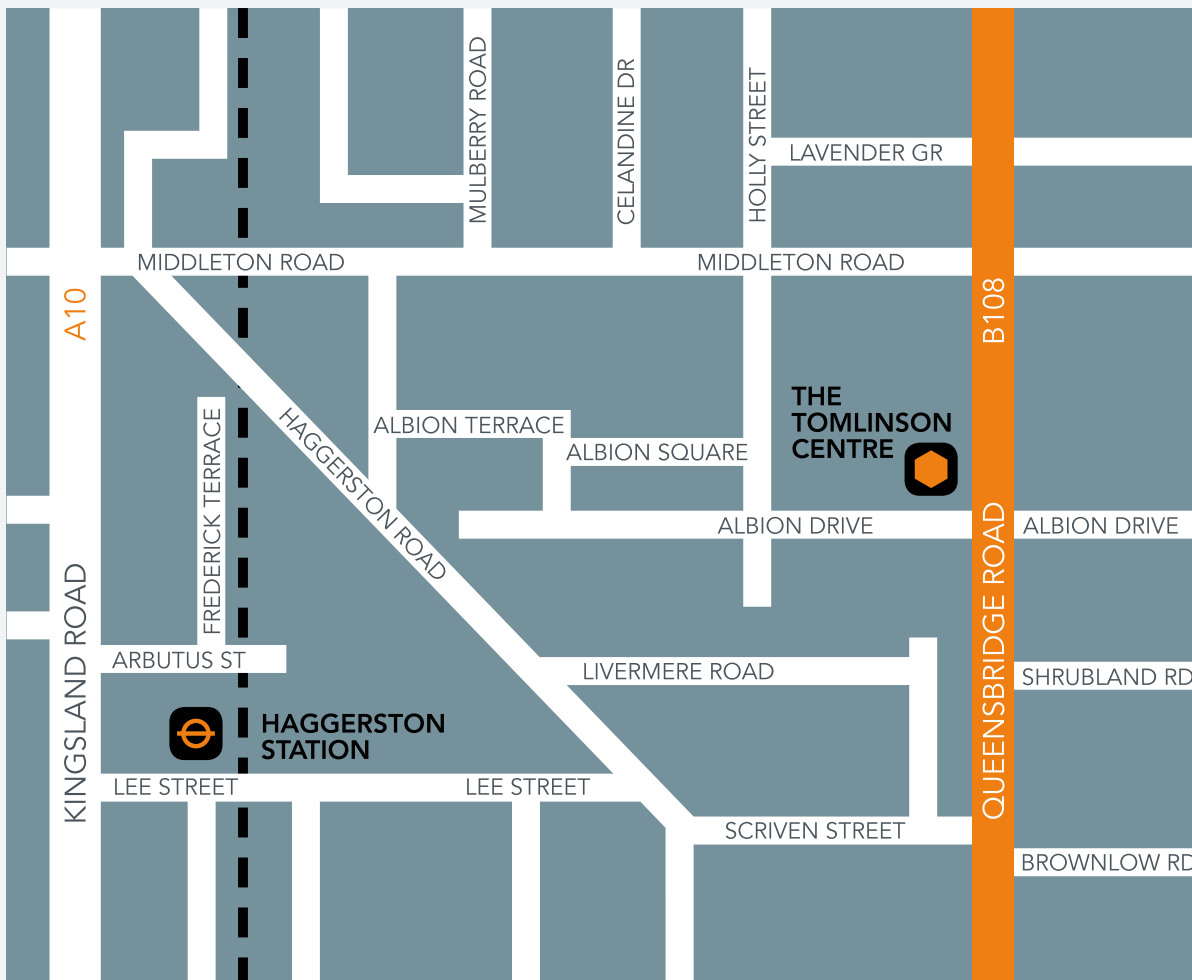 MULBERRY ROAD
CELANDINE DR
HOLLY STREET
LAVENDER GR
MIDDLETON ROAD
MIDDLETON ROAD
A10
B108
THE
TOMLINSON
CENTRE
ALBION TERRACE
ALBION SQUARE
HAGGERSTON ROAD
FREDERICK TERRACE
ALBION DRIVE
ALBION DRIVE
KINGSLAND ROAD
QUEENSBRIDGE ROAD
ARBUTUS ST
LIVERMERE ROAD
SHRUBLAND RD
HAGGERSTON
STATION
LEE STREET
LEE STREET
SCRIVEN STREET
BROWNLOW RD